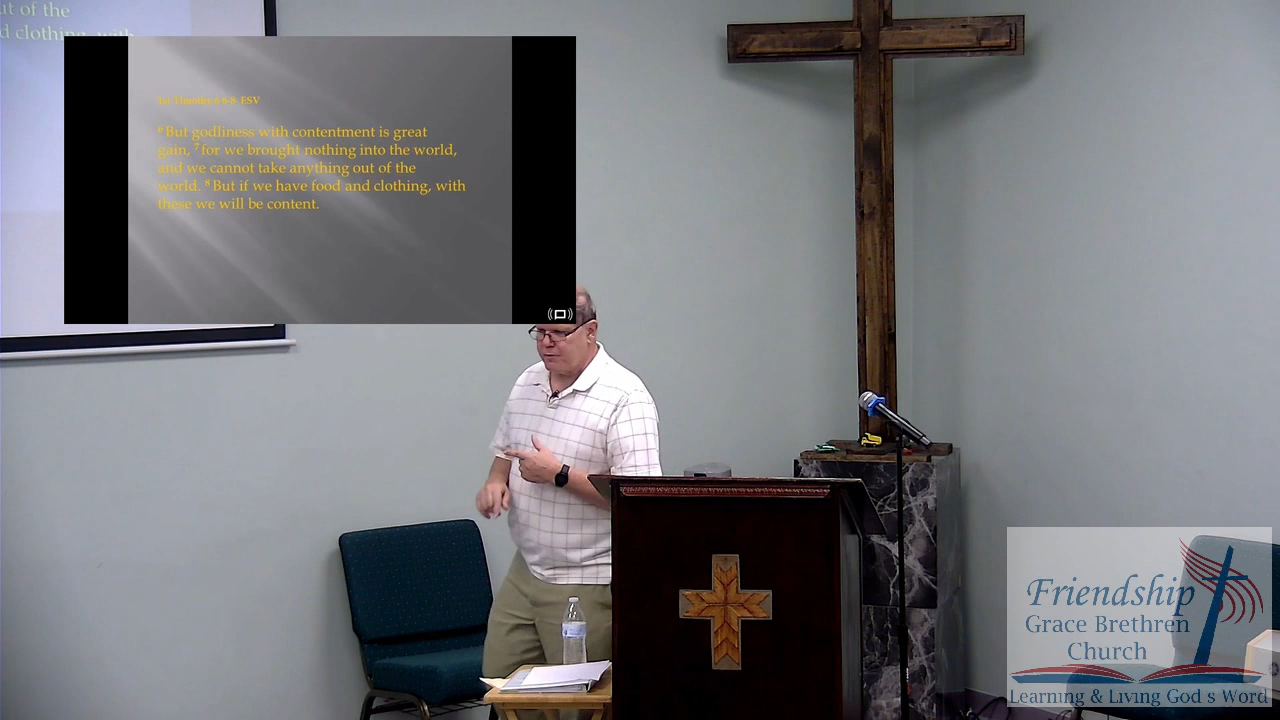 ut of the
d clothing, with
1st Timothy 6:6-8 ESV
⁶ But godliness with contentment is great
gain, ⁷ for we brought nothing into the world,
and we cannot take anything out of the
world. ⁸ But if we have food and clothing, with
these we will be content.
Friendship
Grace Brethren
Church
Learning & Living God s Word